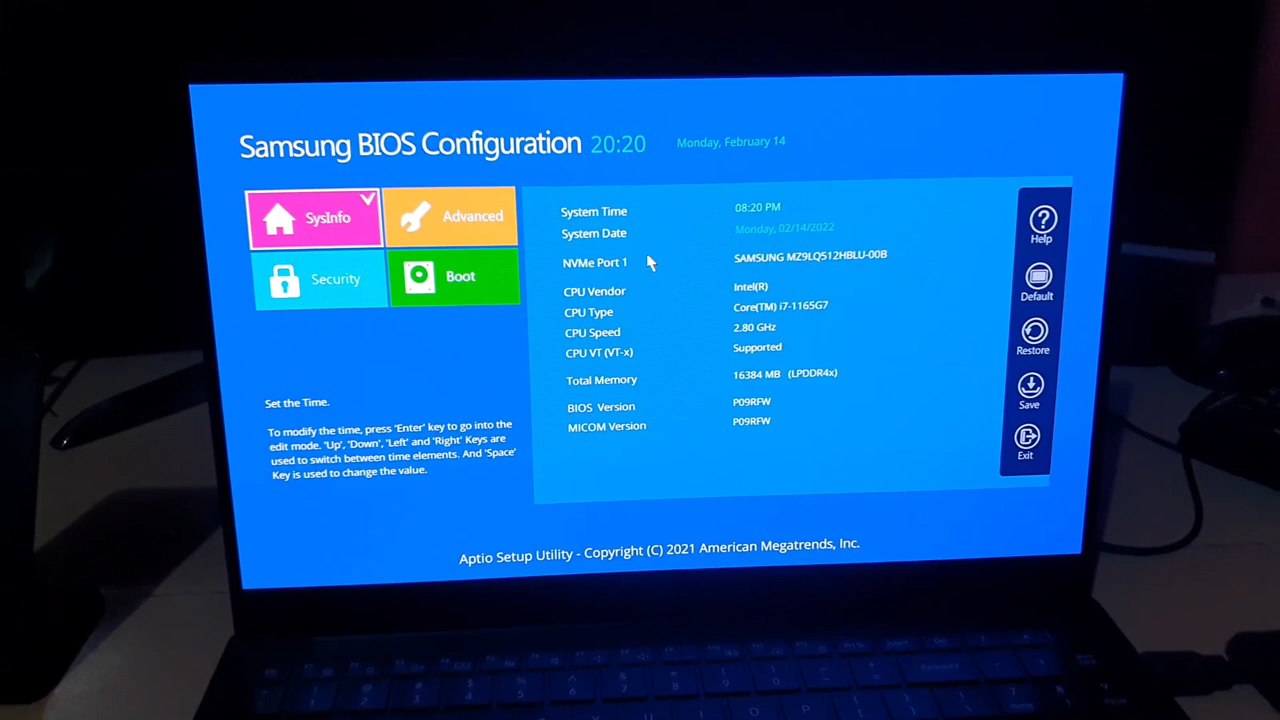 Samsung BIOS Configuration 20:20 Monday, February 14
SysInfo Advanced
Security Boot
System Time 08:20 PM
System Date Monday, 02/14/2022
NVMe Port 1 SAMSUNG MZ9LQ512HBLU-00B
CPU Vendor Intel(R)
CPU Type Core(TM) i7-1165G7
CPU Speed 2.80 GHz
CPU VT (VT-x) Supported
Total Memory 16384 MB (LPDDR4x)
BIOS Version P09RFW
MICOM Version P09RFW
Help
Default
Restore
Save
Exit
Set the Time.
To modify the time, press 'Enter' key to go into the
edit mode. 'Up', 'Down', 'Left' and 'Right' Keys are
used to switch between time elements. And 'Space'
Key is used to change the value.
Aptio Setup Utility - Copyright (C) 2021 American Megatrends, Inc.